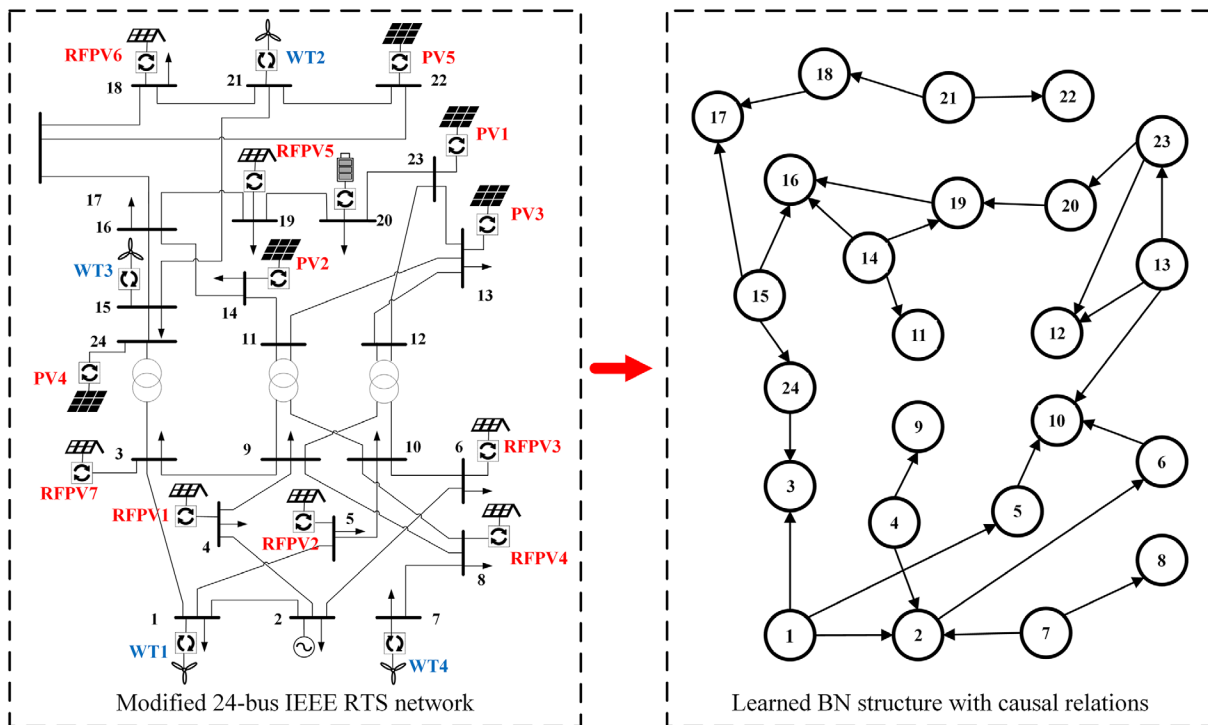 RFPV6
WT2
PV5
18
21
22
PV1
RFPV5
23
PV3
17
16
19
20
WT3
PV2
13
15
14
24
11
12
PV4
3
9
10
6
RFPV3
RFPV7
RFPV1
RFPV2
5
4
RFPV4
8
1
2
7
WT1
WT4
Modified 24-bus IEEE RTS network
18
21
22
17
23
16
19
20
14
13
15
12
11
24
10
9
6
3
5
4
8
1
2
7
Learned BN structure with causal relations